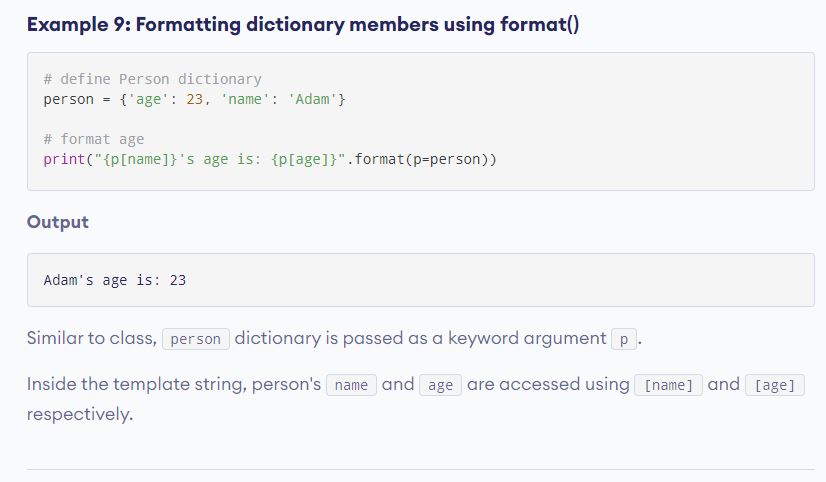 Example 9: Formatting dictionary members using format()
# define Person dictionary
person = {'age': 23, 'name': 'Adam'}
# format age
print("{p[name]}'s age is: {p[age]}".format(p=person))
Output
Adam's age is: 23
Similar to class, person dictionary is passed as a keyword argument p.
Inside the template string, person's name and age are accessed using [name] and [age]
respectively.